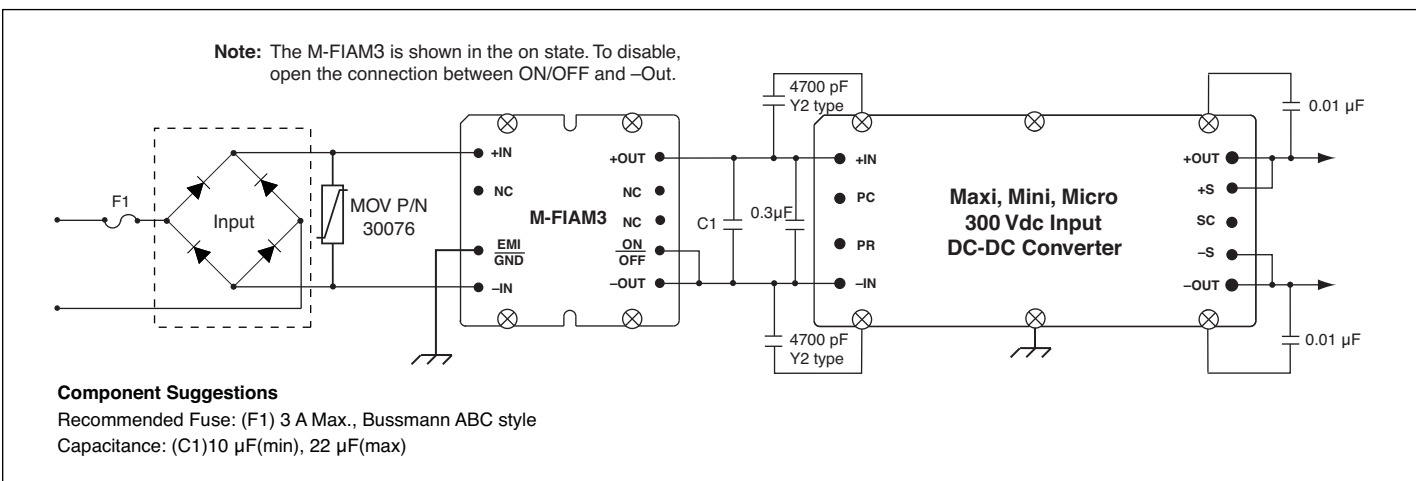 Note: The M-FIAM3 is shown in the on state. To disable,
open the connection between ON/OFF and –Out.
F1
Input
MOV P/N
30076
+IN
NC
EMI
GND
–IN
M-FIAM3
+OUT
NC
NC
ON
OFF
–OUT
C1
0.3µF
4700 pF
Y2 type
4700 pF
Y2 type
+IN
PC
PR
–IN
Maxi, Mini, Micro
300 Vdc Input
DC-DC Converter
+OUT
+S
SC
–S
–OUT
0.01 µF
0.01 µF
Component Suggestions
Recommended Fuse: (F1) 3 A Max., Bussmann ABC style
Capacitance: (C1)10 µF(min), 22 µF(max)